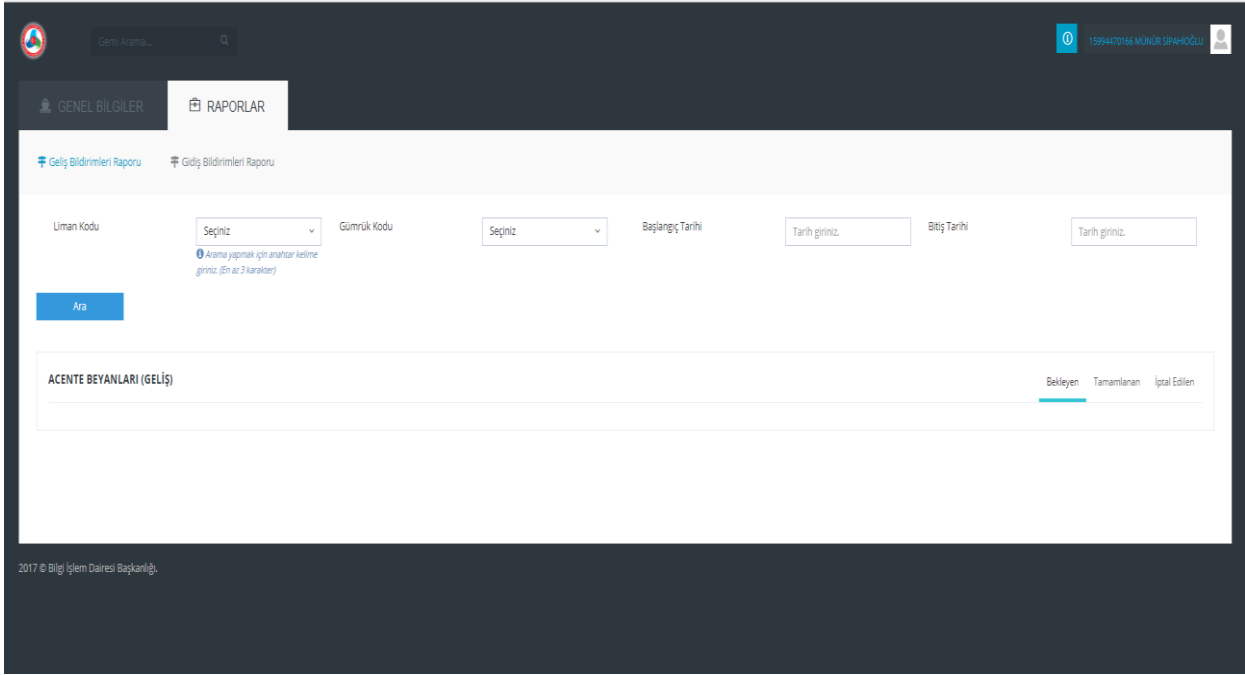 Gemi Arama...
15994470166 MÜNÜR SİPAHİOĞLU
GENEL BİLGİLER
RAPORLAR
Geliş Bildirimleri Raporu
Gidiş Bildirimleri Raporu
Liman Kodu
Seçiniz
Gümrük Kodu
Seçiniz
Başlangıç Tarihi
Tarih giriniz.
Bitiş Tarihi
Tarih giriniz.
Arama yapmak için anahtar kelime
giriniz. (En az 3 karakter)
Ara
ACENTE BEYANLARI (GELİŞ)
Bekleyen
Tamamlanan
İptal Edilen
2017 © Bilgi İşlem Dairesi Başkanlığı.